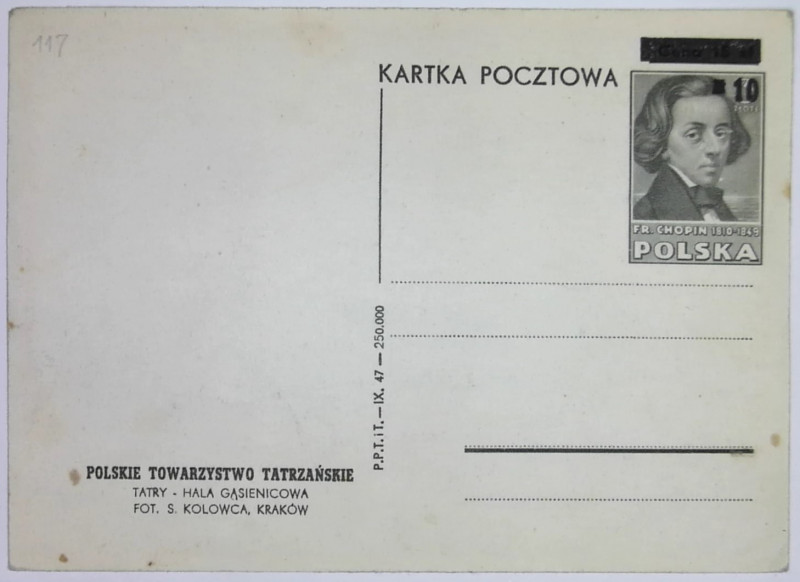 117
KARTKA POCZTOWA
10
ZŁOTY
FR. CHOPIN 1810-1849
POLSKA
P.P.T.iT.—IX. 47 — 250.000
POLSKIE TOWARZYSTWO TATRZAŃSKIE
TATRY - HALA GĄSIENICOWA
FOT. S. KOLOWCA, KRAKÓW